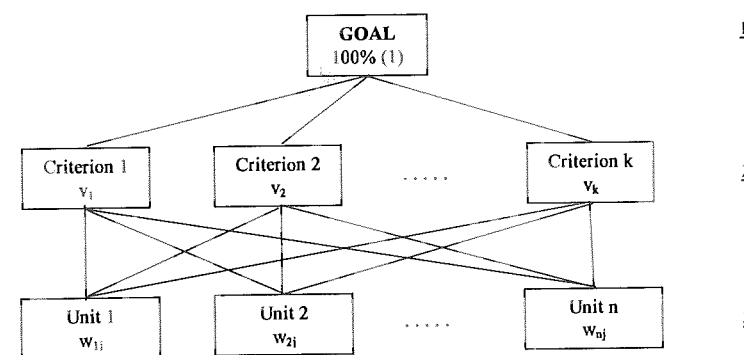 GOAL
100% (1)
Criterion 1
v₁
Criterion 2
v₂
.....
Criterion k
vₖ
Unit 1
w₁ⱼ
Unit 2
w₂ⱼ
.....
Unit n
wₙⱼ